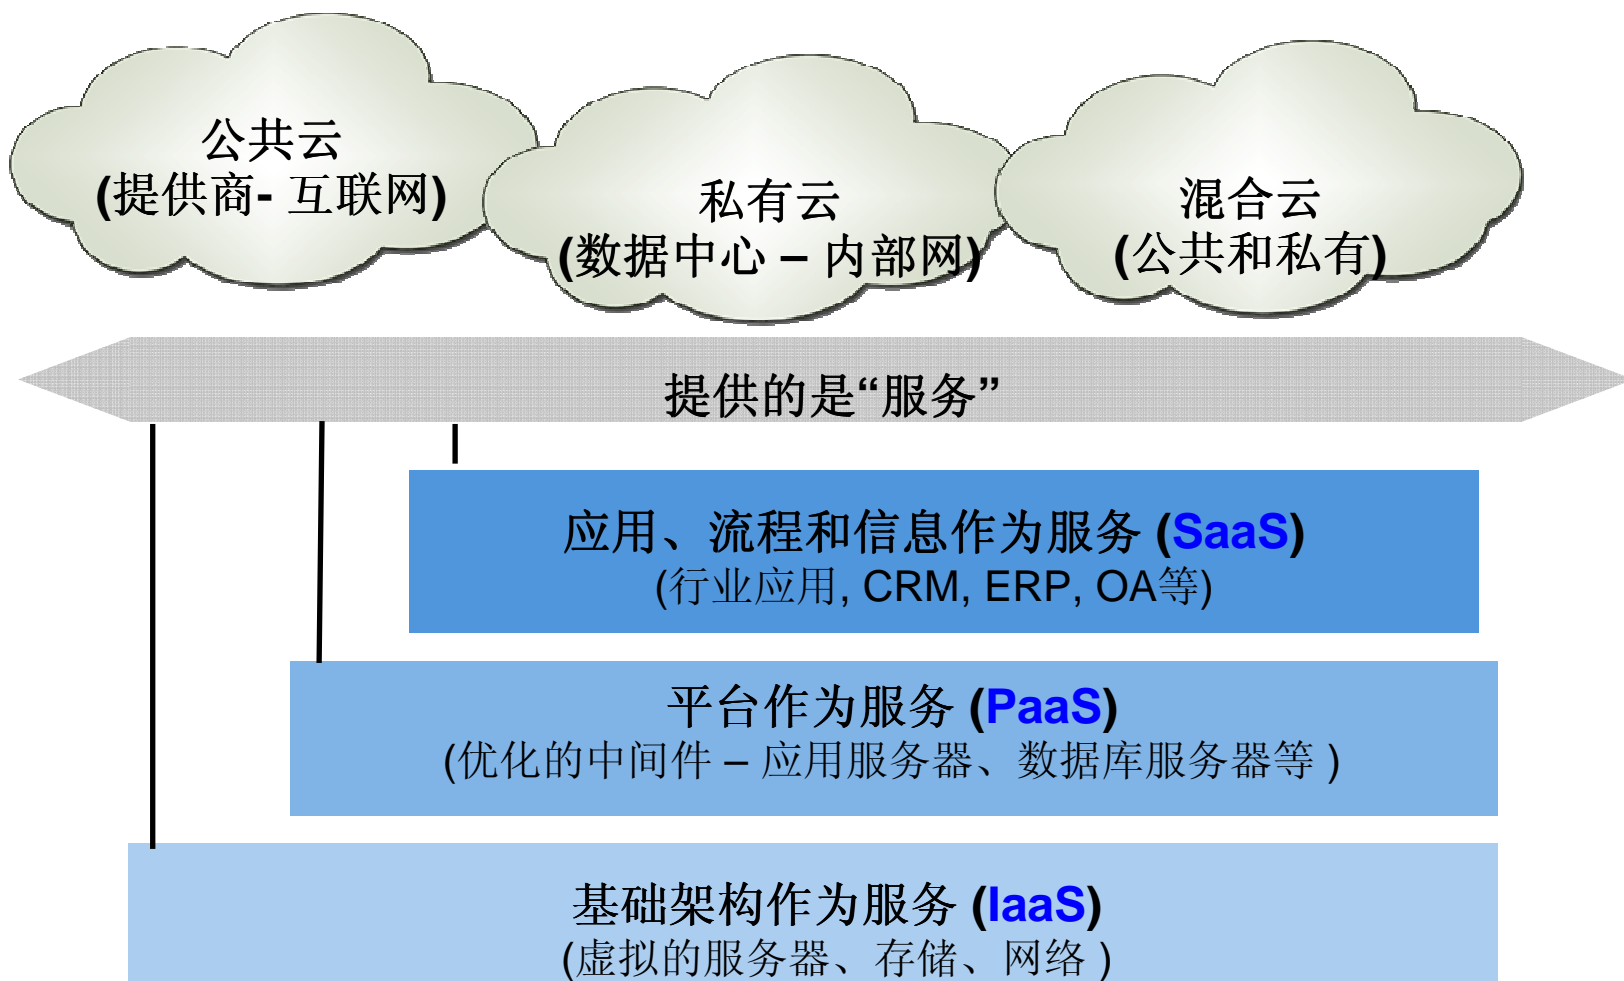 公共云
(提供商- 互联网)
私有云
(数据中心 – 内部网)
混合云
(公共和私有)
提供的是“服务”
应用、流程和信息作为服务 (SaaS)
(行业应用, CRM, ERP, OA等)
平台作为服务 (PaaS)
(优化的中间件 – 应用服务器、数据库服务器等 )
基础架构作为服务 (IaaS)
(虚拟的服务器、存储、网络 )